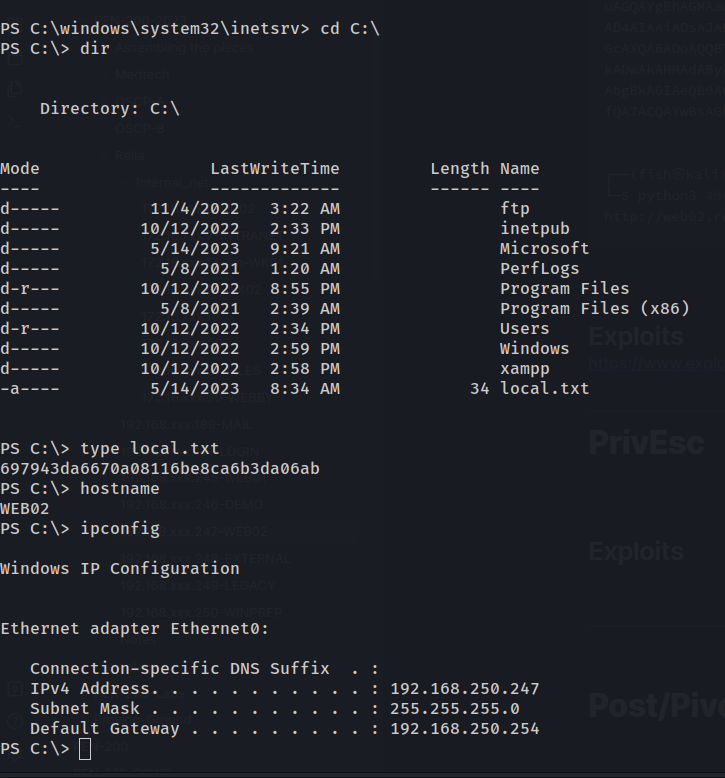 PS C:\windows\system32\inetsrv> cd C:\
PS C:\> dir
Directory: C:\
Mode LastWriteTime Length Name
---- ------------- ------ ----
d----- 11/4/2022 3:22 AM ftp
d----- 10/12/2022 2:33 PM inetpub
d----- 5/14/2023 9:21 AM Microsoft
d----- 5/8/2021 1:20 AM PerfLogs
d-r--- 10/12/2022 8:55 PM Program Files
d----- 5/8/2021 2:39 AM Program Files (x86)
d-r--- 10/12/2022 2:34 PM Users
d----- 10/12/2022 2:59 PM Windows
d----- 10/12/2022 2:58 PM xampp
-a---- 5/14/2023 8:34 AM 34 local.txt
PS C:\> type local.txt
697943da6670a08116be8ca6b3da06ab
PS C:\> hostname
WEB02
PS C:\> ipconfig
Windows IP Configuration
Ethernet adapter Ethernet0:
Connection-specific DNS Suffix . :
IPv4 Address. . . . . . . . . . . : 192.168.250.247
Subnet Mask . . . . . . . . . . . : 255.255.255.0
Default Gateway . . . . . . . . . : 192.168.250.254
PS C:\>
Exploits
PrivEsc
Exploits